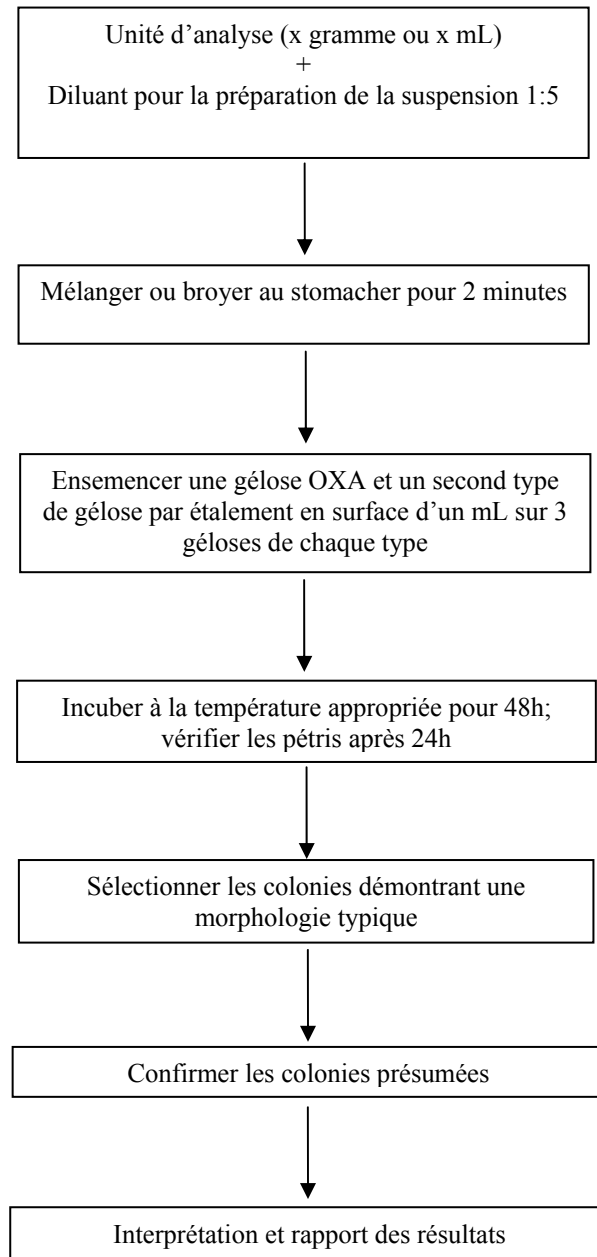 Unité d’analyse (x gramme ou x mL)
+
Diluant pour la préparation de la suspension 1:5
Mélanger ou broyer au stomacher pour 2 minutes
Ensemencer une gélose OXA et un second type
de gélose par étalement en surface d’un mL sur 3
géloses de chaque type
Incuber à la température appropriée pour 48h;
vérifier les pétris après 24h
Sélectionner les colonies démontrant une
morphologie typique
Confirmer les colonies présumées
Interprétation et rapport des résultats